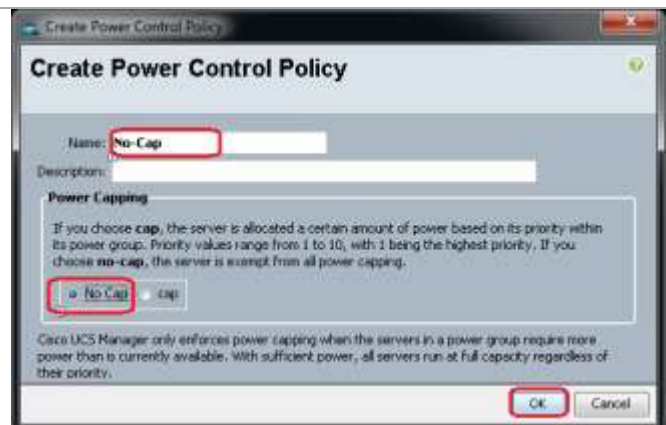 Create Power Control Policy
Create Power Control Policy
Name: No-Cap
Description:
Power Capping
If you choose cap, the server is allocated a certain amount of power based on its priority within
its power group. Priority values range from 1 to 10, with 1 being the highest priority. If you
choose no-cap, the server is exempt from all power capping.
No Cap cap
Cisco UCS Manager only enforces power capping when the servers in a power group require more
power than is currently available. With sufficient power, all servers run at full capacity regardless of
their priority.
OK Cancel